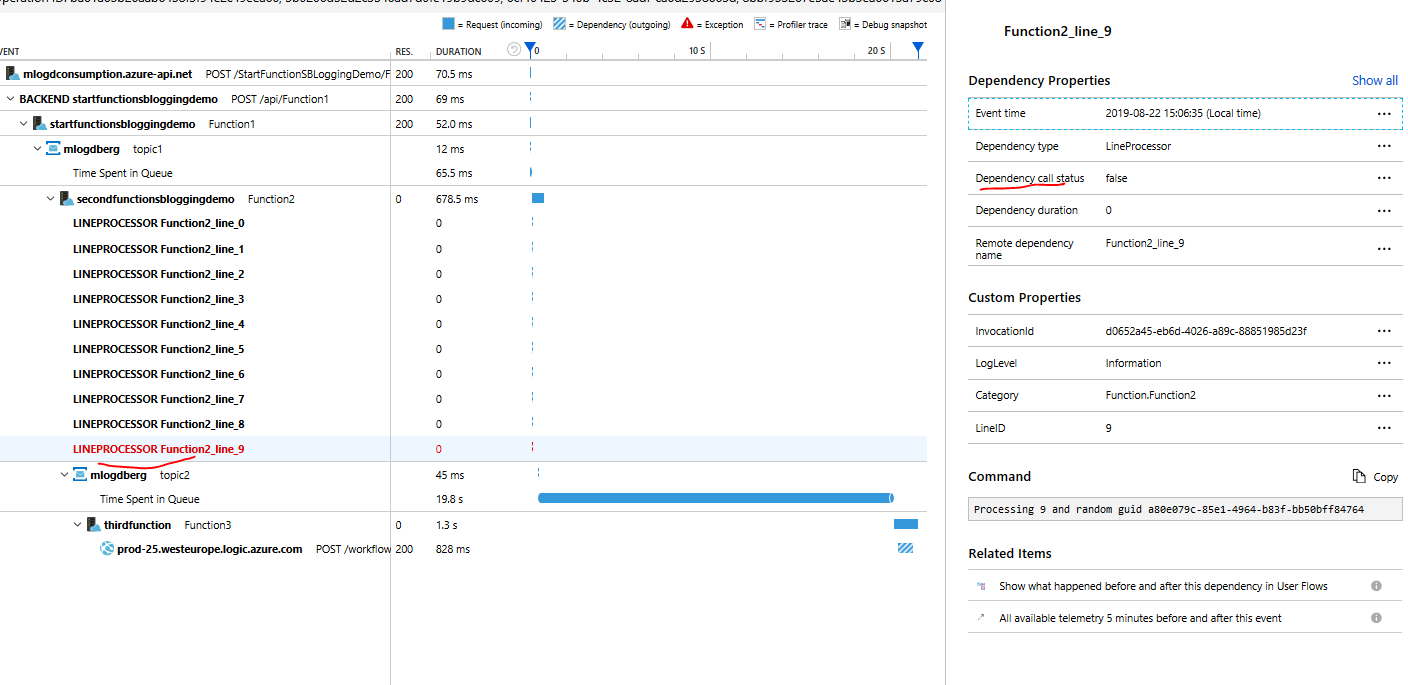 = Request (incoming) = Dependency (outgoing) = Exception = Profiler trace = Debug snapshot
VENT RES. DURATION 0 10 S 20 S
mlogdconsumption.azure-api.net POST /StartFunctionSBLoggingDemo/F 200 70.5 ms
BACKEND startfunctionsbloggingdemo POST /api/Function1 200 69 ms
startfunctionsbloggingdemo Function1 200 52.0 ms
mlogdberg topic1 12 ms
Time Spent in Queue 65.5 ms
secondfunctionsbloggingdemo Function2 0 678.5 ms
LINEPROCESSOR Function2_line_0 0
LINEPROCESSOR Function2_line_1 0
LINEPROCESSOR Function2_line_2 0
LINEPROCESSOR Function2_line_3 0
LINEPROCESSOR Function2_line_4 0
LINEPROCESSOR Function2_line_5 0
LINEPROCESSOR Function2_line_6 0
LINEPROCESSOR Function2_line_7 0
LINEPROCESSOR Function2_line_8 0
LINEPROCESSOR Function2_line_9 0
mlogdberg topic2 45 ms
Time Spent in Queue 19.8 s
thirdfunction Function3 0 1.3 s
prod-25.westeurope.logic.azure.com POST /workflow 200 828 ms
Function2_line_9
Dependency Properties Show all
Event time 2019-08-22 15:06:35 (Local time) ...
Dependency type LineProcessor ...
Dependency call status false ...
Dependency duration 0 ...
Remote dependency name Function2_line_9 ...
Custom Properties
InvocationId d0652a45-eb6d-4026-a89c-88851985d23f ...
LogLevel Information ...
Category Function.Function2 ...
LineID 9 ...
Command Copy
Processing 9 and random guid a80e079c-85e1-4964-b83f-bb50bff84764
Related Items
Show what happened before and after this dependency in User Flows
All available telemetry 5 minutes before and after this event